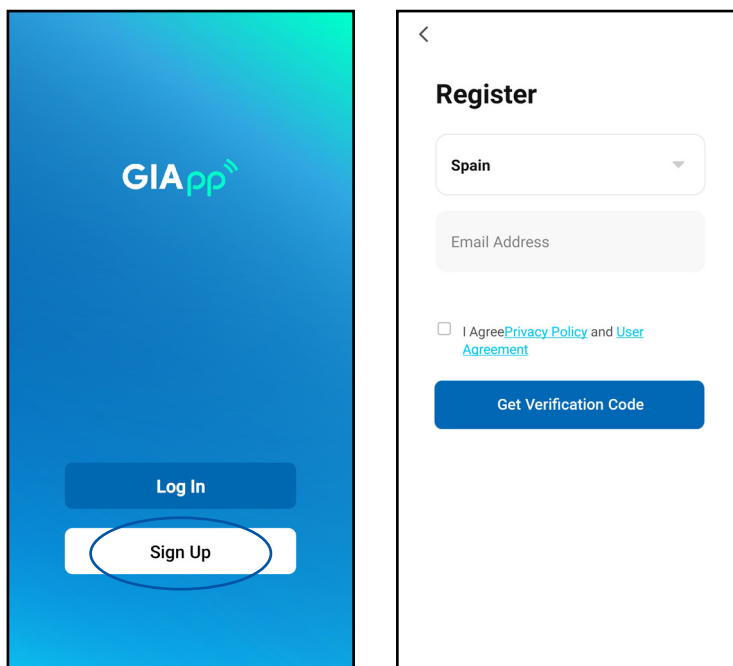 GIApp
Log In
Sign Up
Register
Spain
Email Address
I AgreePrivacy Policy and User
Agreement
Get Verification Code